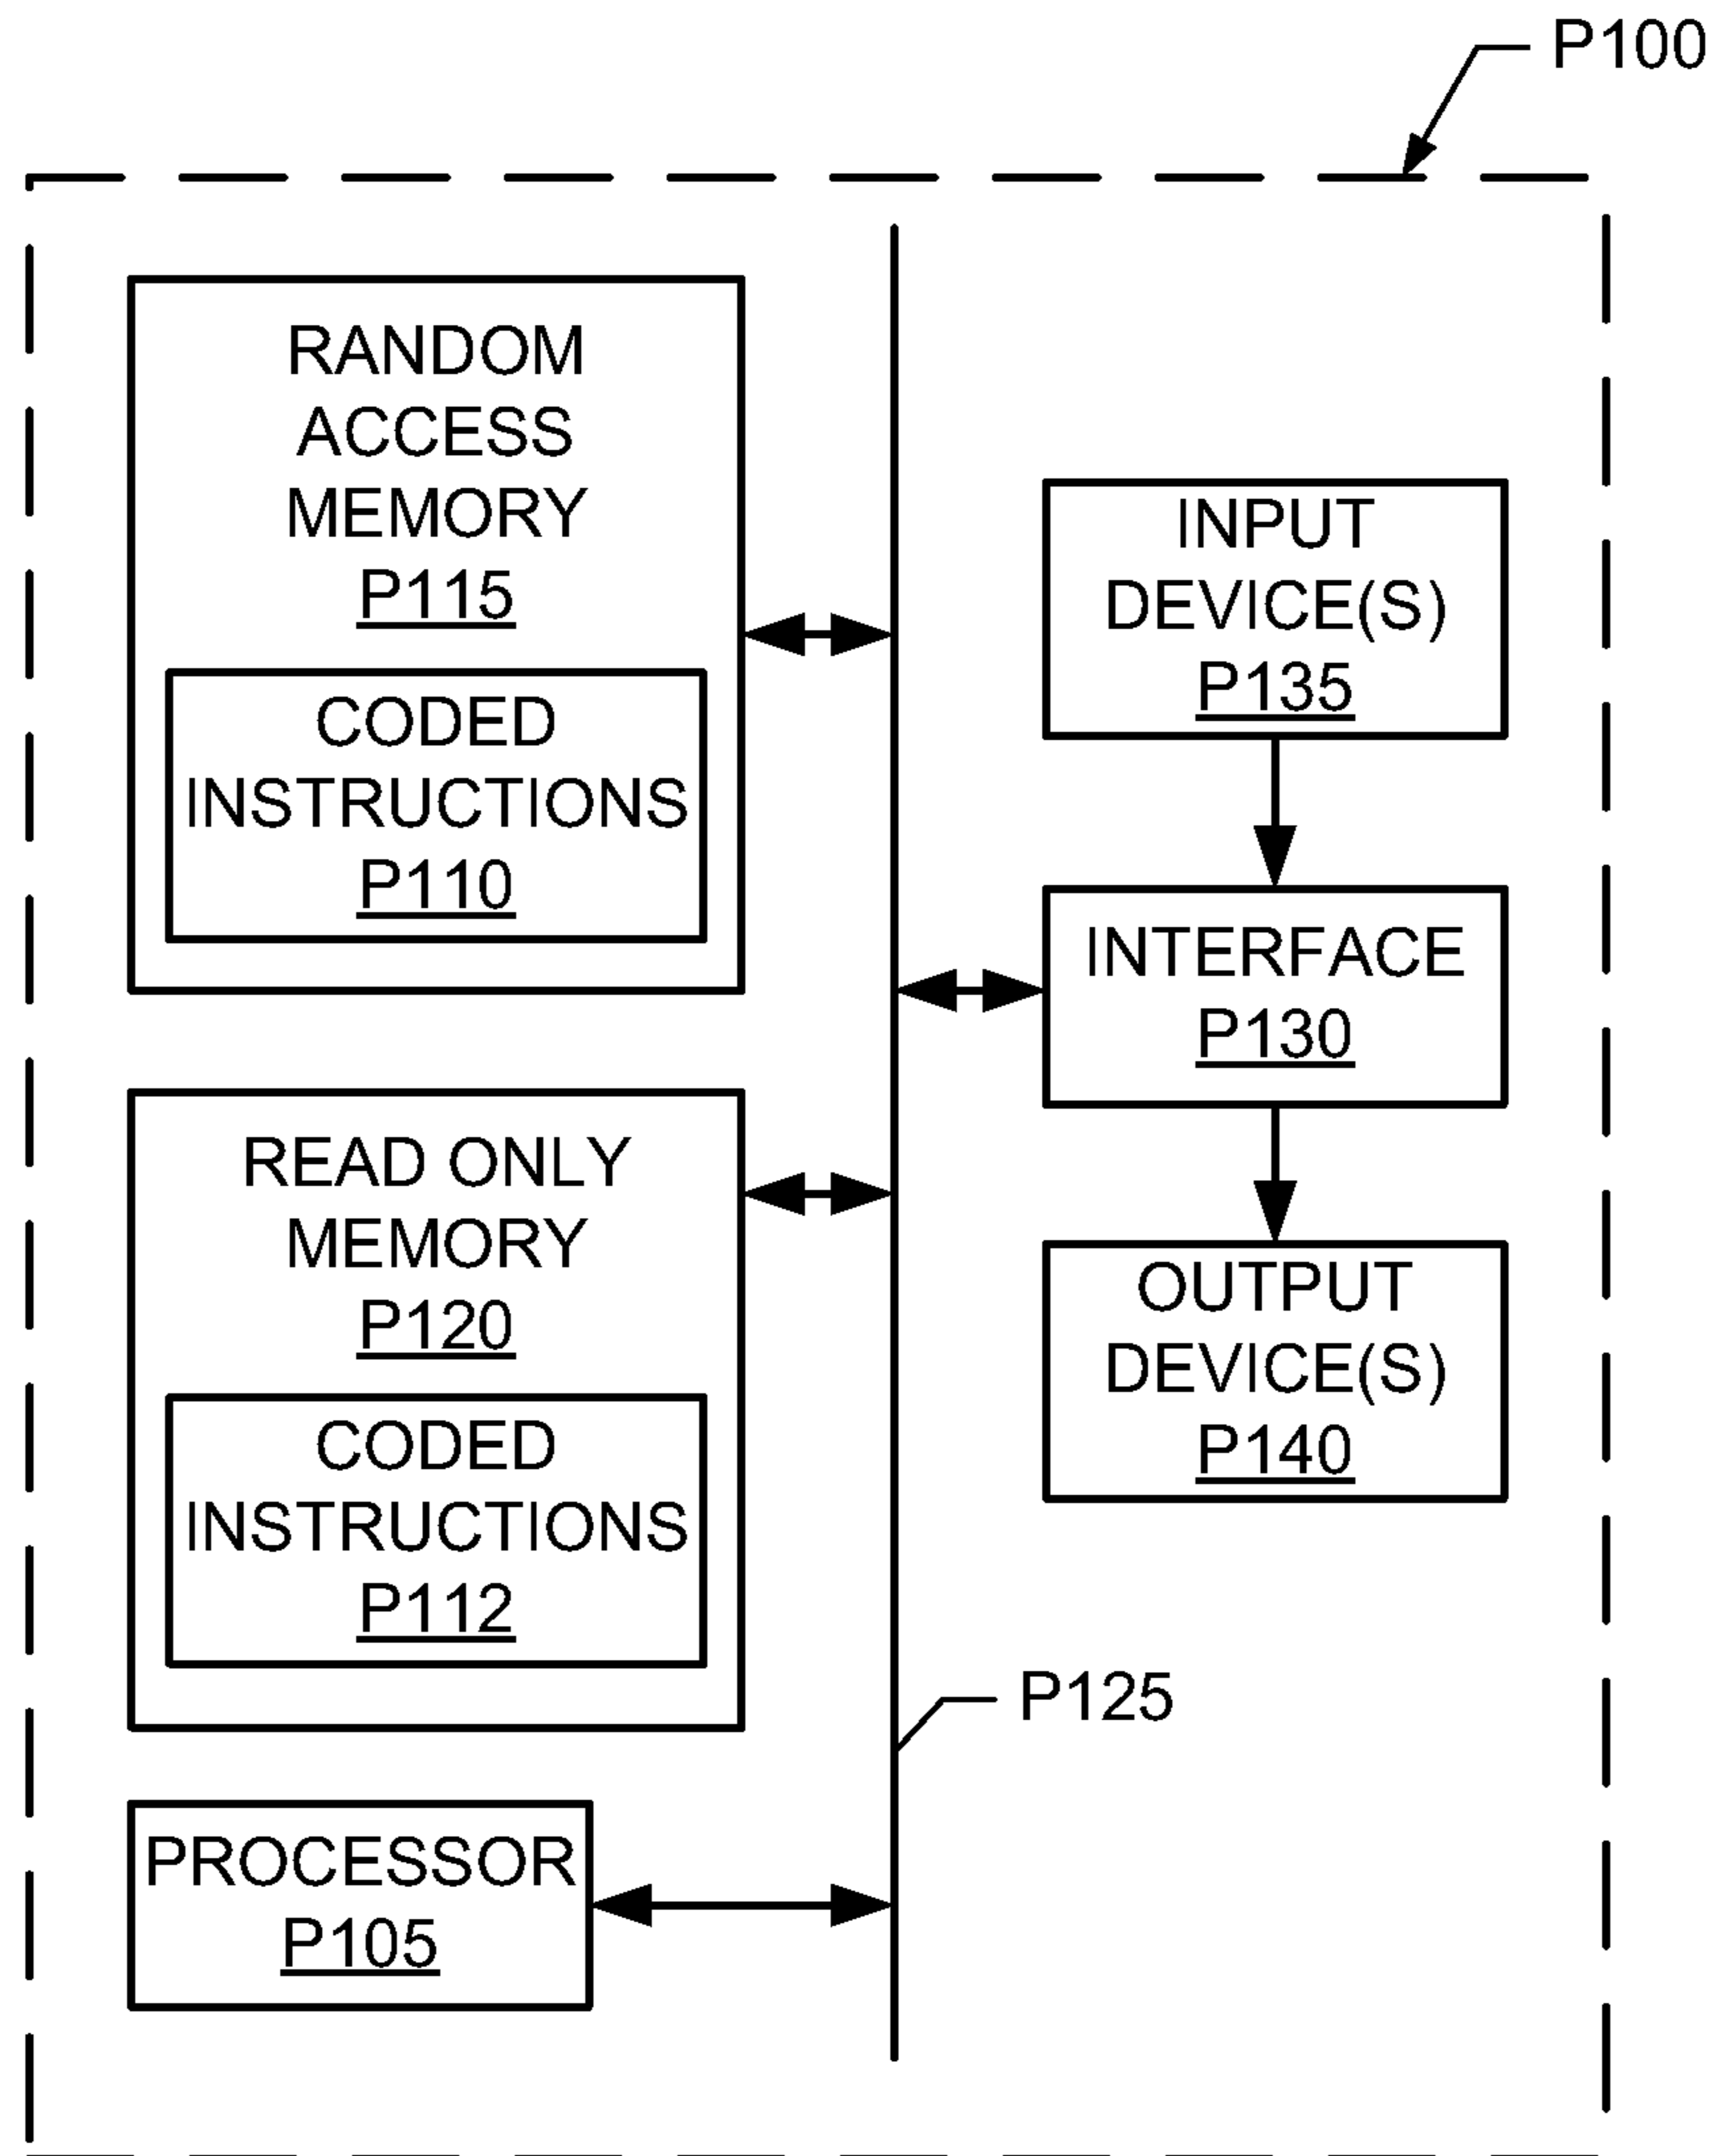 P100
RANDOM
ACCESS
MEMORY
P115
CODED
INSTRUCTIONS
P110
READ ONLY
MEMORY
P120
CODED
INSTRUCTIONS
P112
PROCESSOR
P105
INPUT
DEVICE(S)
P135
INTERFACE
P130
OUTPUT
DEVICE(S)
P140
P125